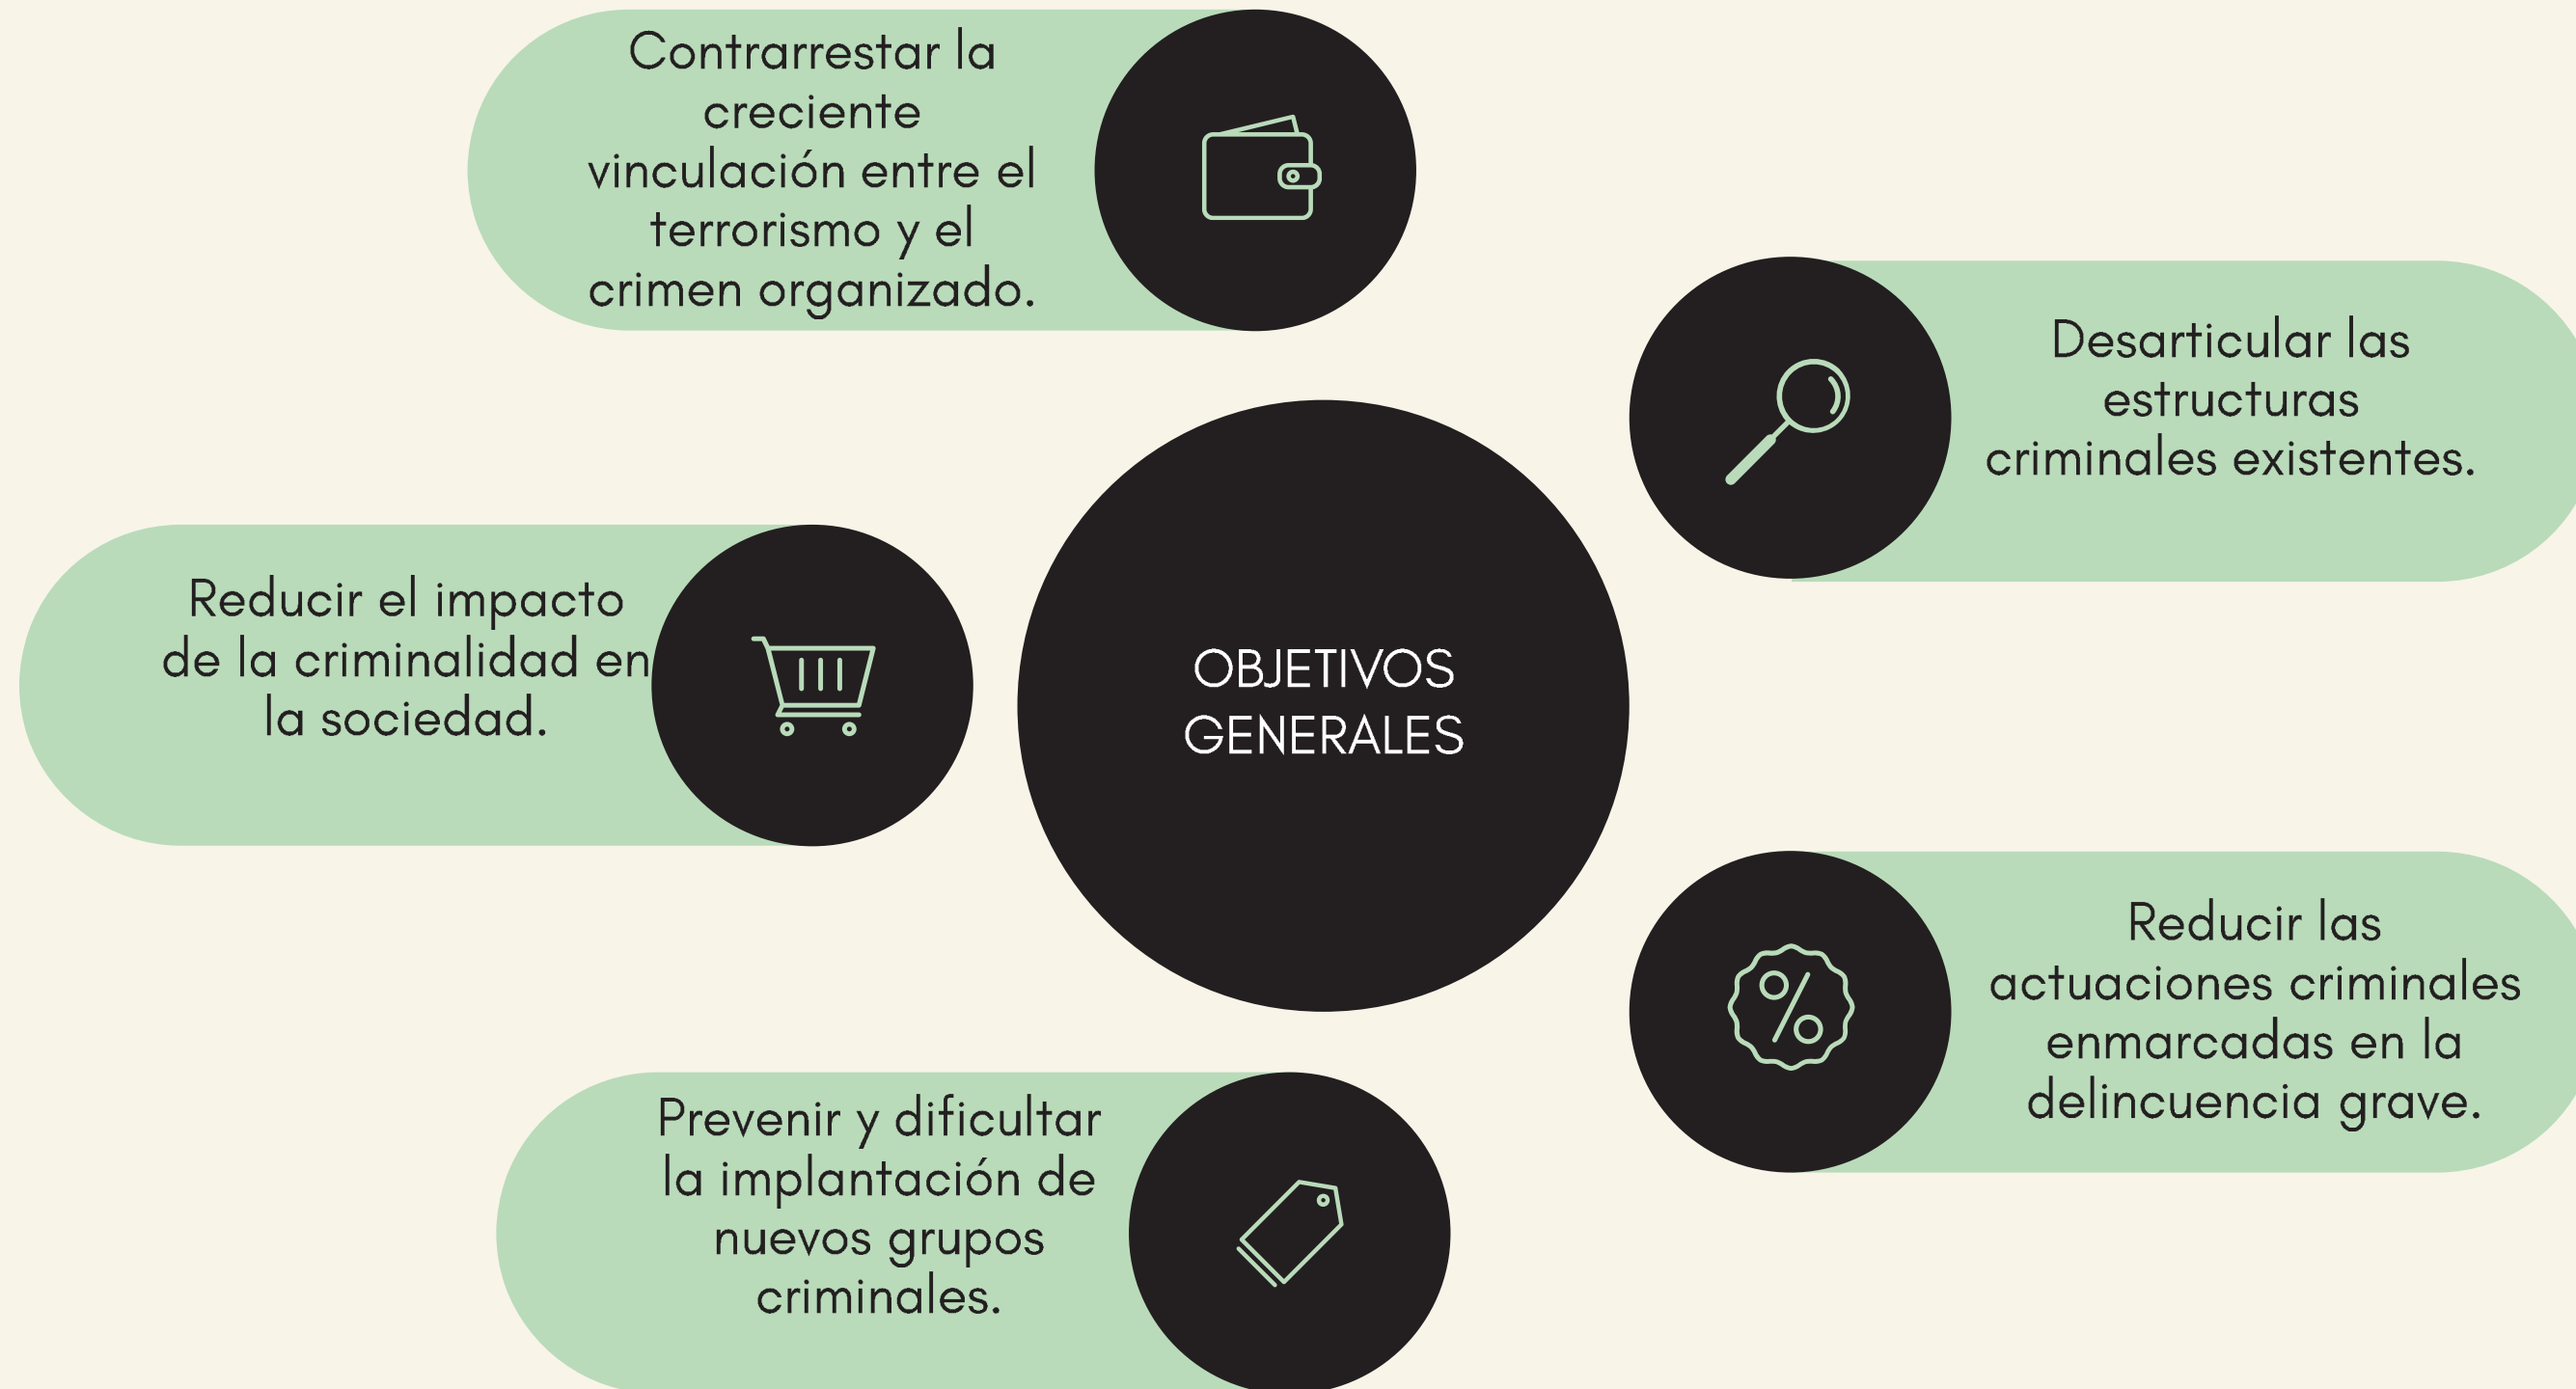 Contrarrestar la
creciente
vinculación entre el
terrorismo y el
crimen organizado.
Desarticular las
estructuras
criminales existentes.
Reducir el impacto
de la criminalidad en
la sociedad.
OBJETIVOS
GENERALES
Reducir las
actuaciones criminales
enmarcadas en la
delincuencia grave.
Prevenir y dificultar
la implantación de
nuevos grupos
criminales.